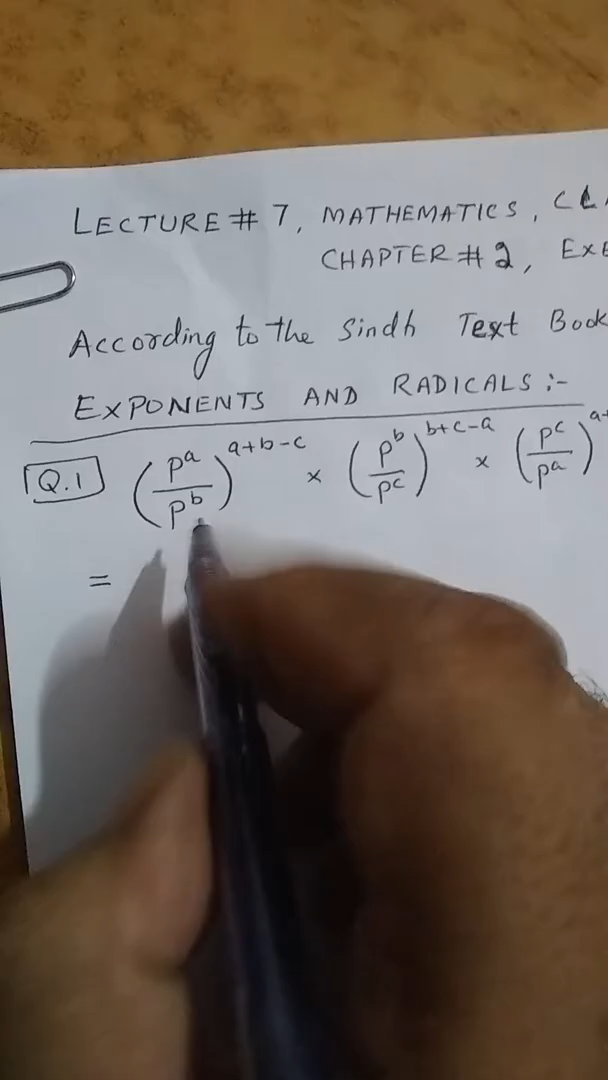 LECTURE # 7, MATHEMATICS,
CHAPTER # 2,
According to the Sindh Text Book
EXPONENTS AND RADICALS :-
Q.1 (p^a/p^b)^(a+b-c) × (p^b/p^c)^(b+c-a) × (p^c/p^a)^a+
=